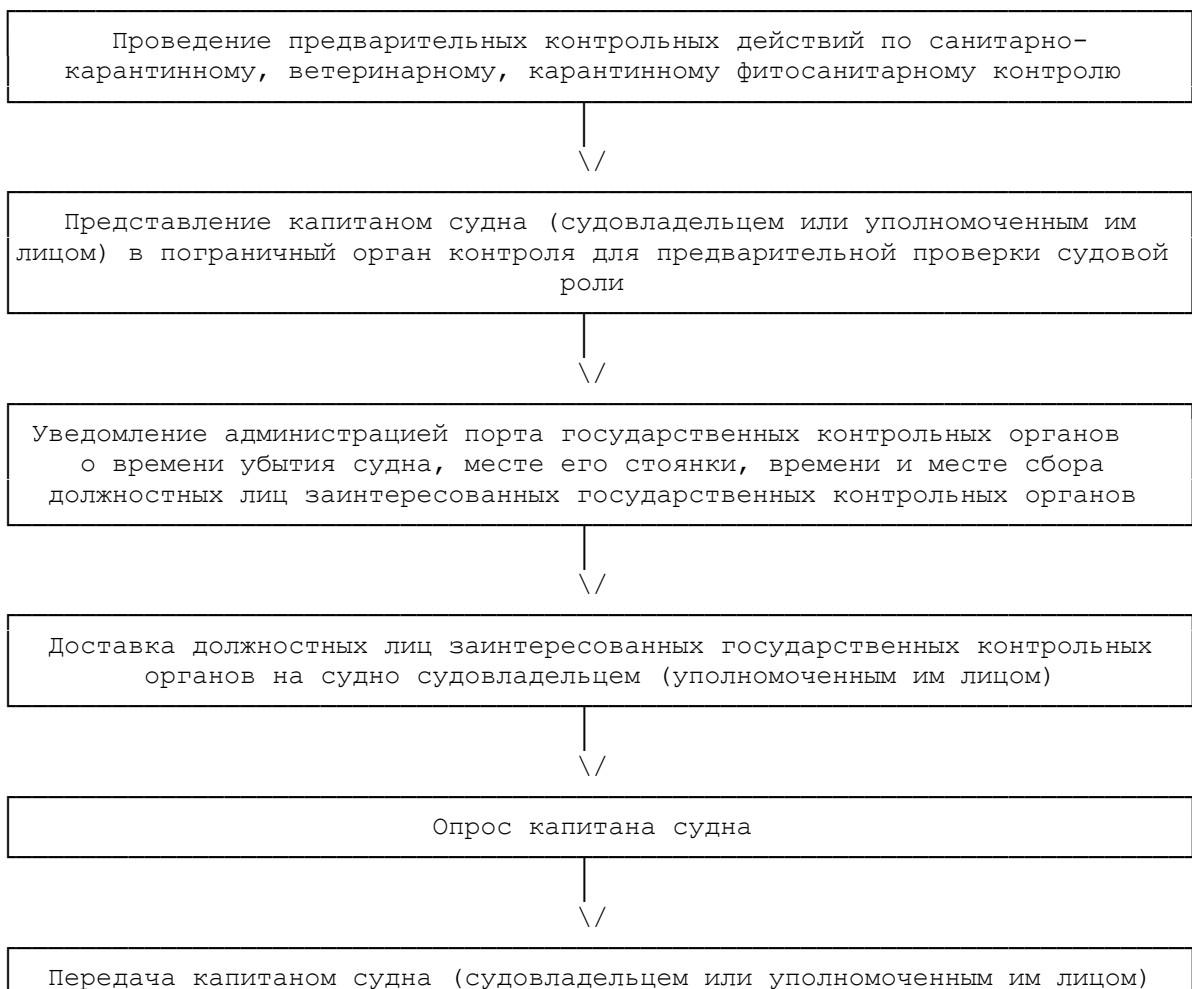 Проведение предварительных контрольных действий по санитарно-
карантинному, ветеринарному, карантинному фитосанитарному контролю
Представление капитаном судна (судовладельцем или уполномоченным им
лицом) в пограничный орган контроля для предварительной проверки судовой
роли
Уведомление администрацией порта государственных контрольных органов
о времени убытия судна, месте его стоянки, времени и месте сбора
должностных лиц заинтересованных государственных контрольных органов
Доставка должностных лиц заинтересованных государственных контрольных
органов на судно судовладельцем (уполномоченным им лицом)
Опрос капитана судна
Передача капитаном судна (судовладельцем или уполномоченным им лицом)